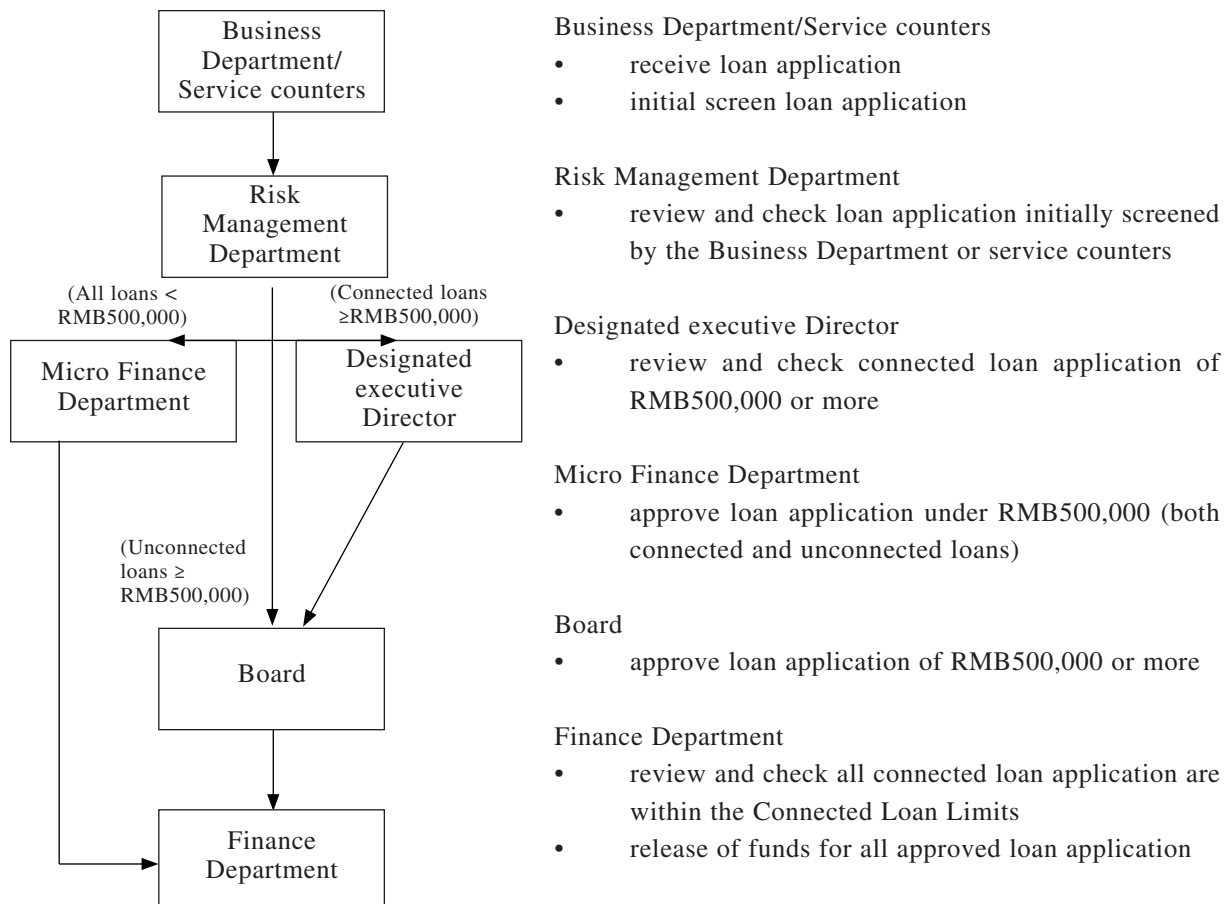 Business
Department/
Service counters
Risk
Management
Department
(All loans <
RMB500,000)
(Connected loans
≥RMB500,000)
Micro Finance
Department
Designated
executive
Director
(Unconnected
loans ≥
RMB500,000)
Board
Finance
Department
Business Department/Service counters
• receive loan application
• initial screen loan application
Risk Management Department
• review and check loan application initially screened
by the Business Department or service counters
Designated executive Director
• review and check connected loan application of
RMB500,000 or more
Micro Finance Department
• approve loan application under RMB500,000 (both
connected and unconnected loans)
Board
• approve loan application of RMB500,000 or more
Finance Department
• review and check all connected loan application are
within the Connected Loan Limits
• release of funds for all approved loan application